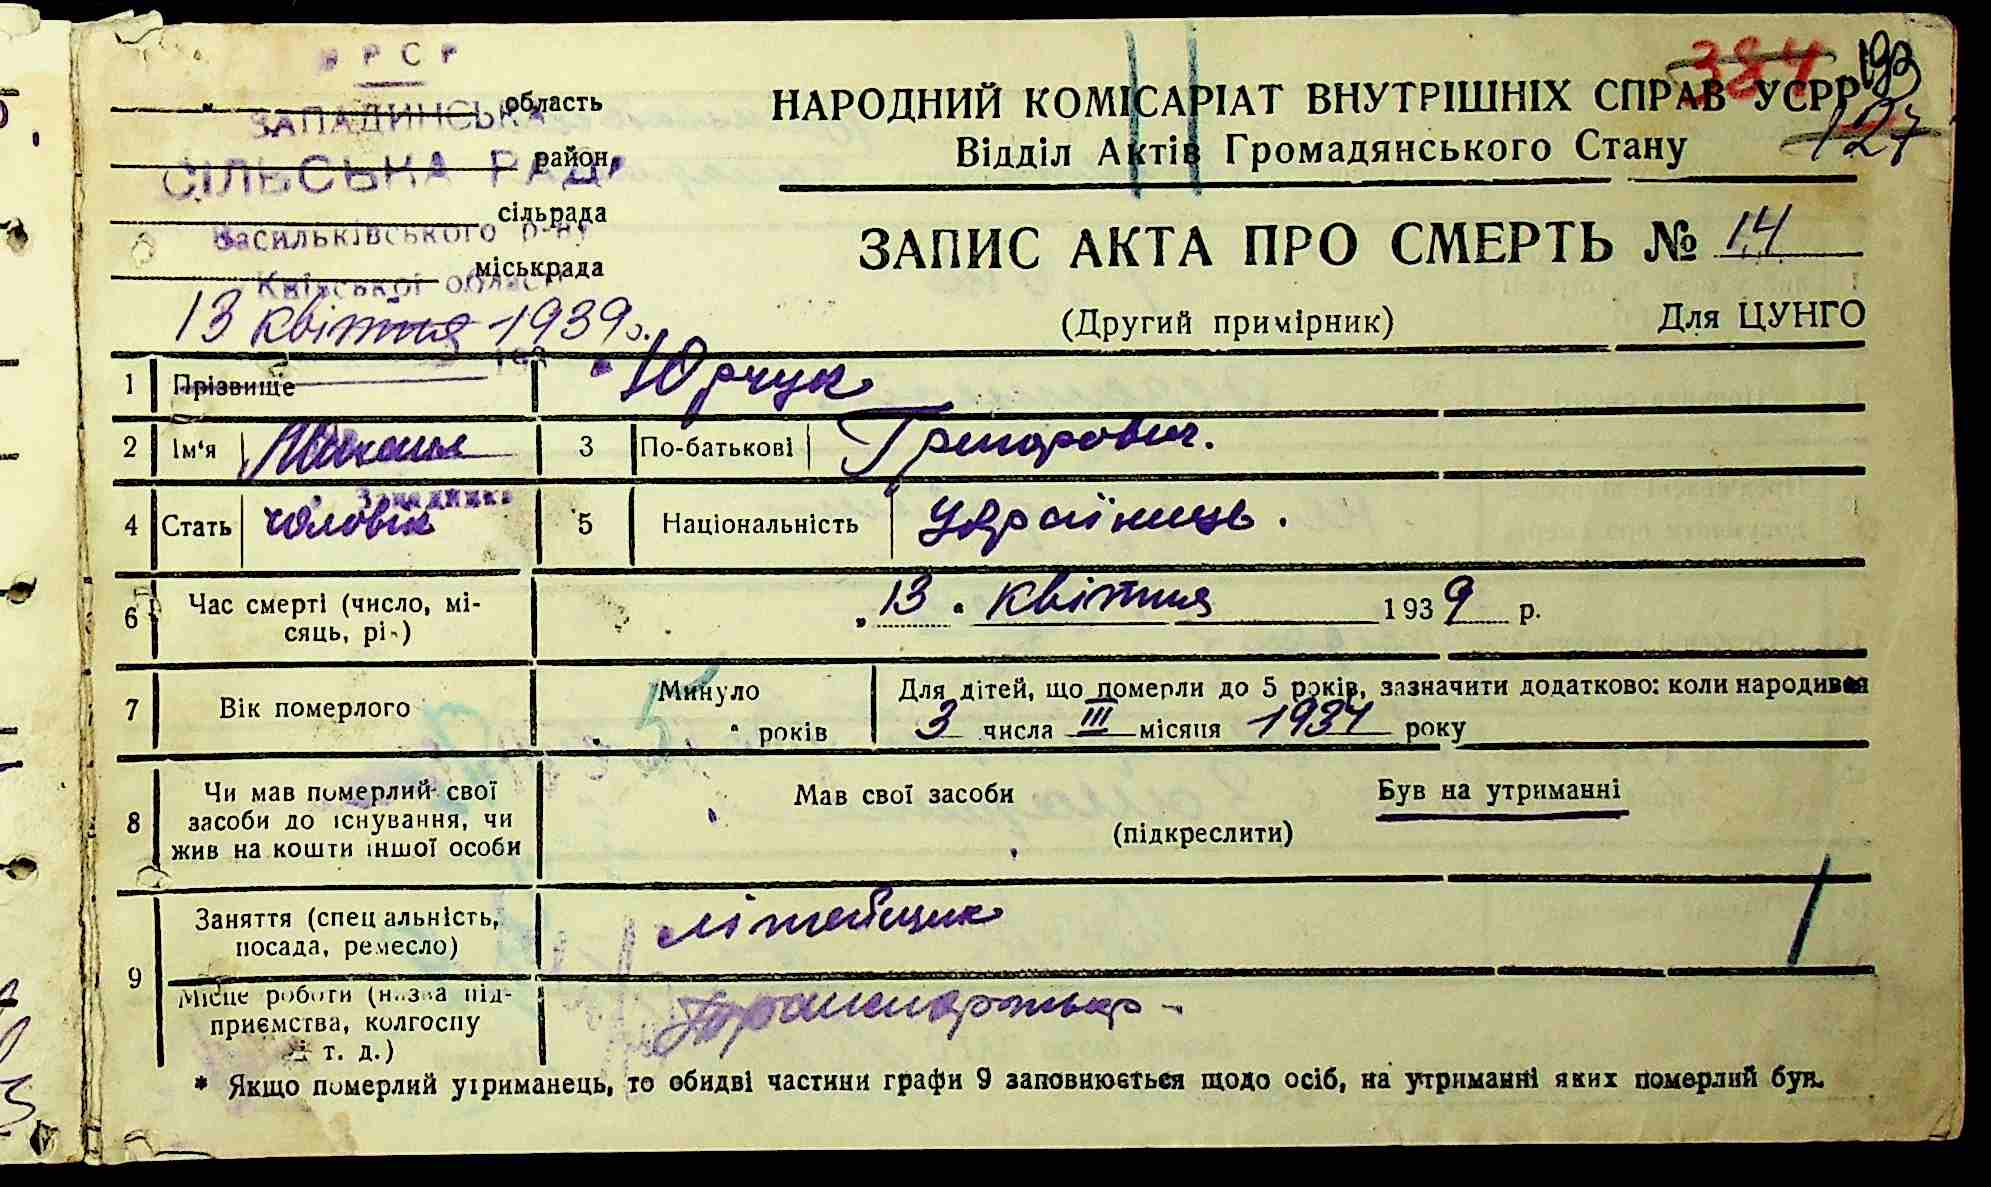 УРСР
ЗАПАДИНСЬКА
СІЛЬСЬКА РАДА
Васильківського р-ну
Київської області
область
район
сільрада
міськрада
13 квітня 1939 р.
384
193
127
НАРОДНИЙ КОМІСАРІАТ ВНУТРІШНІХ СПРАВ УСРР
Відділ Актів Громадянського Стану
ЗАПИС АКТА ПРО СМЕРТЬ № 14
(Другий примірник) Для ЦУНГО
1 Прізвище Юрчук
2 Ім'я 3 По-батькові Григорович.
4 Стать чоловік 5 Національність українець.
6 Час смерті (число, мі-
сяць, рік) „13" квітня 1939 р.
7 Вік померлого Минуло 5 років
Для дітей, що померли до 5 років, зазначити додатково: коли народився
3 числа III місяця 1934 року
8 Чи мав померлий свої
засоби до існування, чи
жив на кошти іншої особи
Мав свої засоби Був на утриманні
(підкреслити)
9 Заняття (спеціальність,
посада, ремесло)
Місце роботи (назва під-
приємства, колгоспу
і т. д.)
* Якщо померлий утриманець, то обидві частини графи 9 заповнюється щодо осіб, на утриманні яких померлий був.